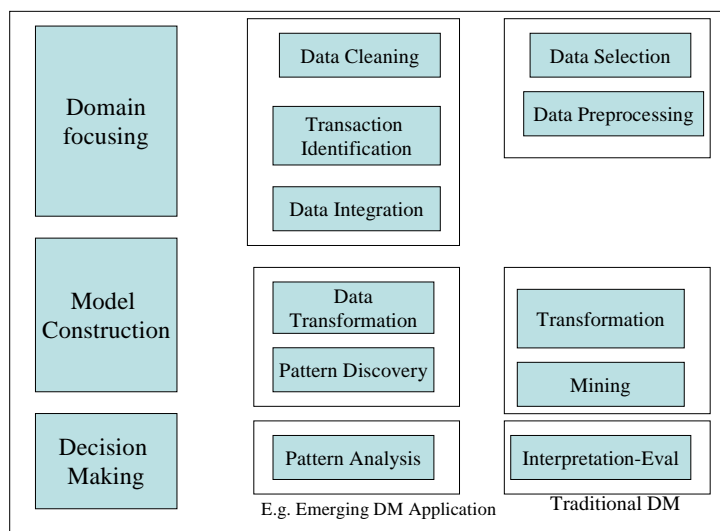 Domain
focusing
Data Cleaning
Transaction
Identification
Data Integration
Data Selection
Data Preprocessing
Model
Construction
Data
Transformation
Pattern Discovery
Transformation
Mining
Decision
Making
Pattern Analysis
Interpretation-Eval
E.g. Emerging DM Application
Traditional DM